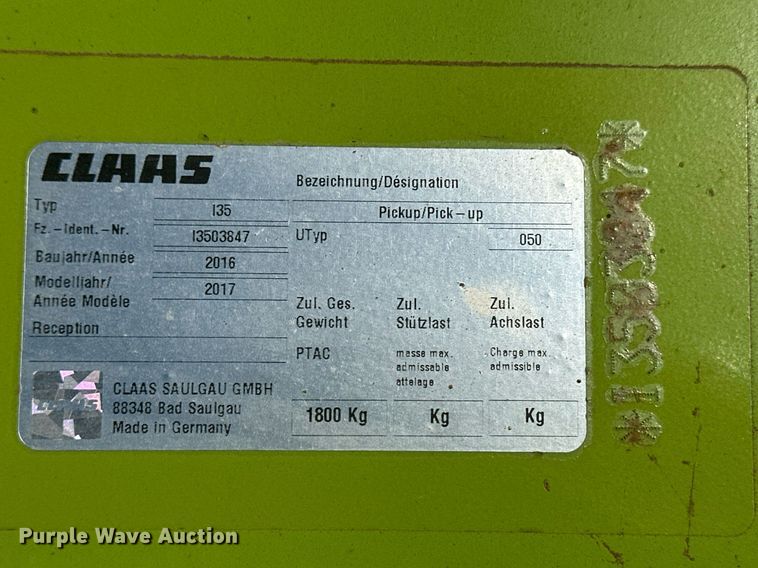 CLAAS
Bezeichnung/Désignation
Typ I35 Pickup/Pick-up
Fz.-Ident.-Nr. I3503847 UTyp 050
Baujahr/Année 2016
Modelljahr/
Année Modèle 2017
Zul. Ges. Gewicht Zul. Stützlast Zul. Achslast
Reception
PTAC masse max. admissable attelage Charge max. admissible
CLAAS SAULGAU GMBH
88348 Bad Saulgau
Made in Germany
1800 Kg Kg Kg
*I3503847*
Purple Wave Auction